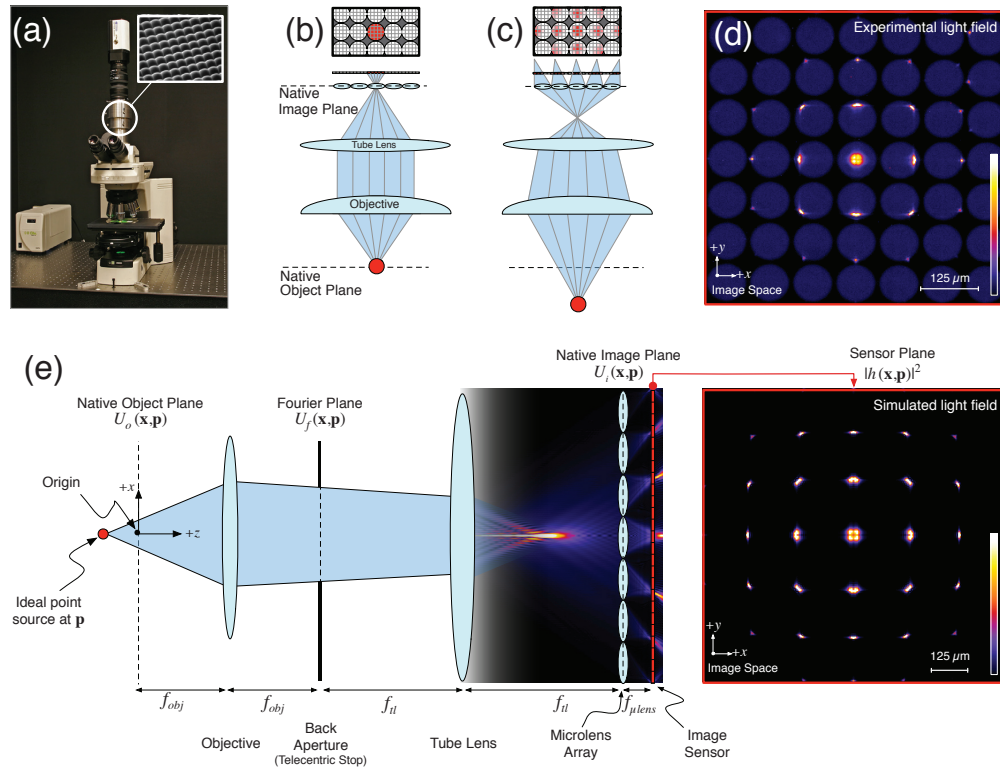 (a)
(b)
Native
Image Plane
Tube Lens
Objective
Native
Object Plane
(c)
(d)
Experimental light field
+y
+x
Image Space
125 μm
(e)
Native Object Plane
U_o(x,p)
Origin
+x
+z
Ideal point
source at p
Fourier Plane
U_f(x,p)
Native Image Plane
U_i(x,p)
Sensor Plane
|h(x,p)|²
Simulated light field
+y
+x
Image Space
125 μm
f_obj
f_obj
f_tl
f_tl
f_μlens
Objective
Back
Aperture
(Telecentric Stop)
Tube Lens
Microlens
Array
Image
Sensor